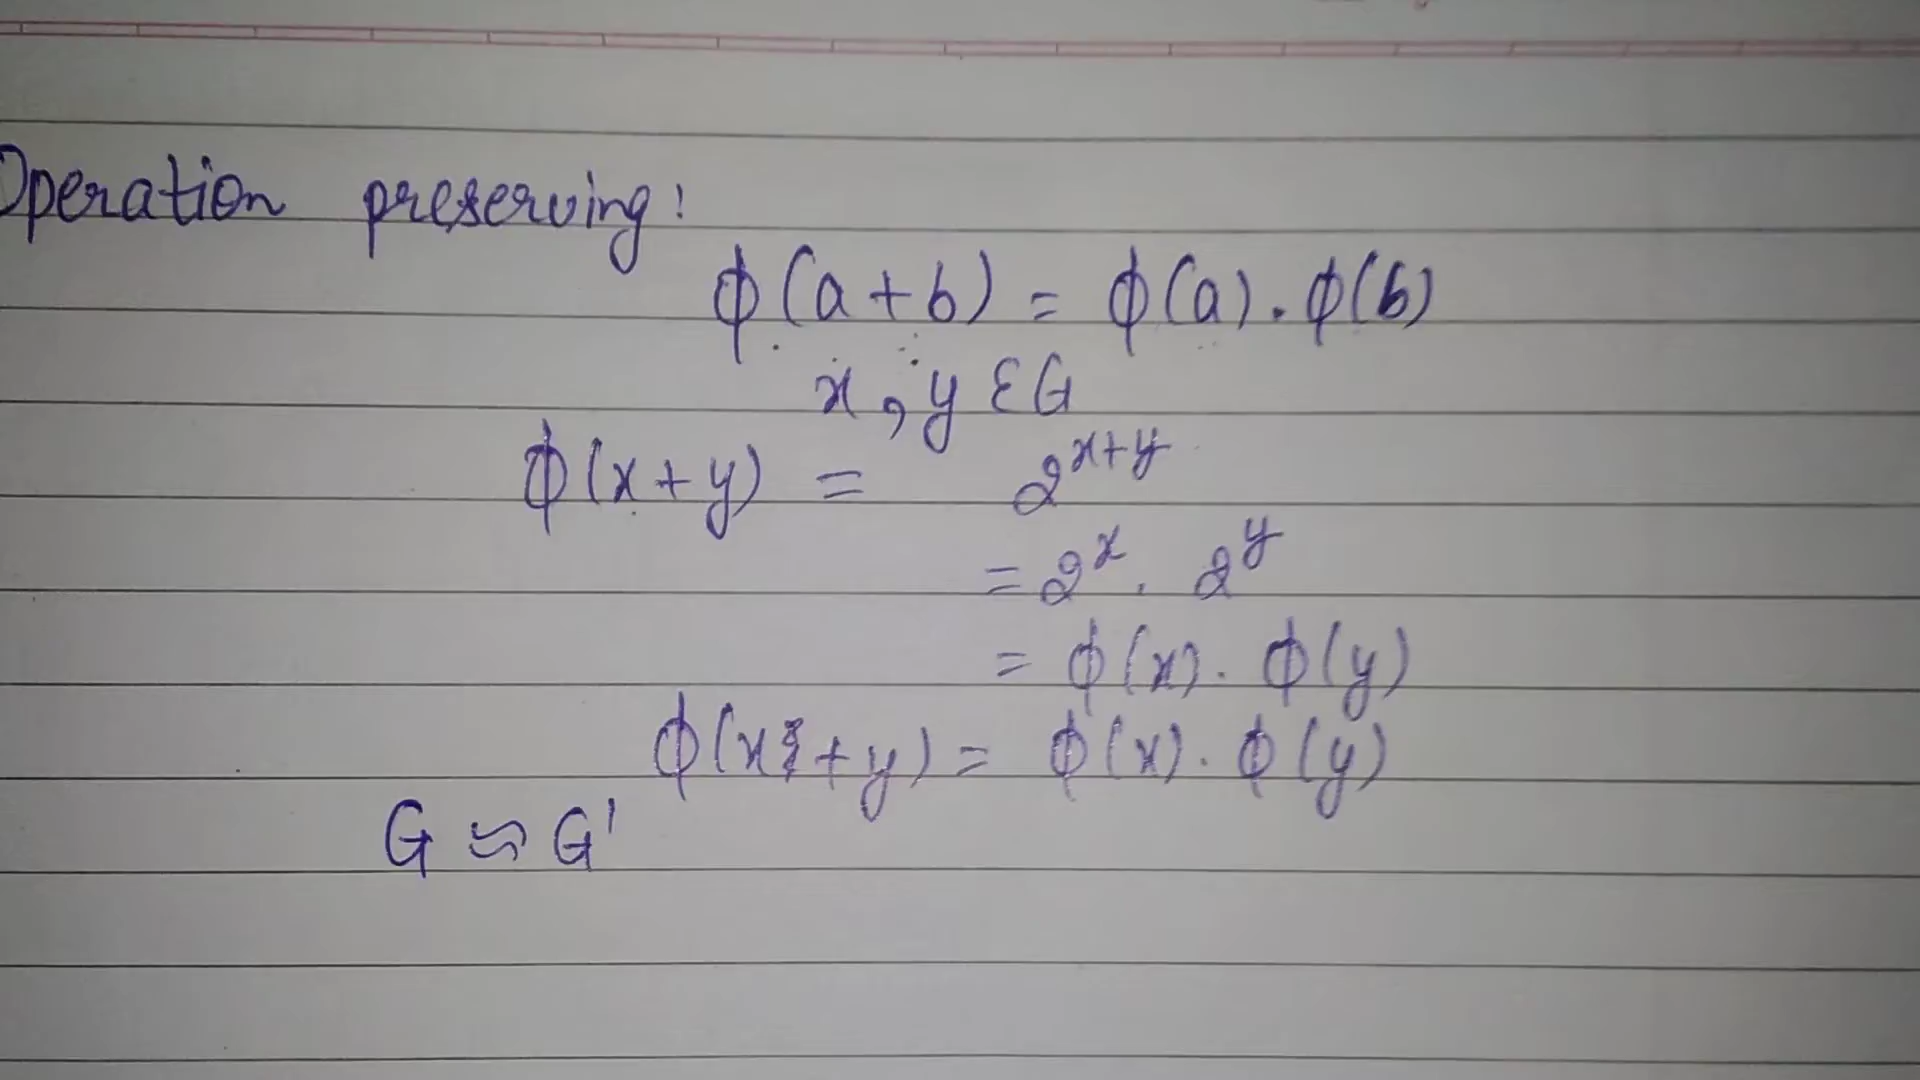 Operation preserving:
ϕ(a+b) = ϕ(a).ϕ(b)
x, y ε G
ϕ(x+y) = 2^{x+y}
= 2^x . 2^y
= ϕ(x). ϕ(y)
ϕ(x+y) = ϕ(x). ϕ(y)
G ≈ G'